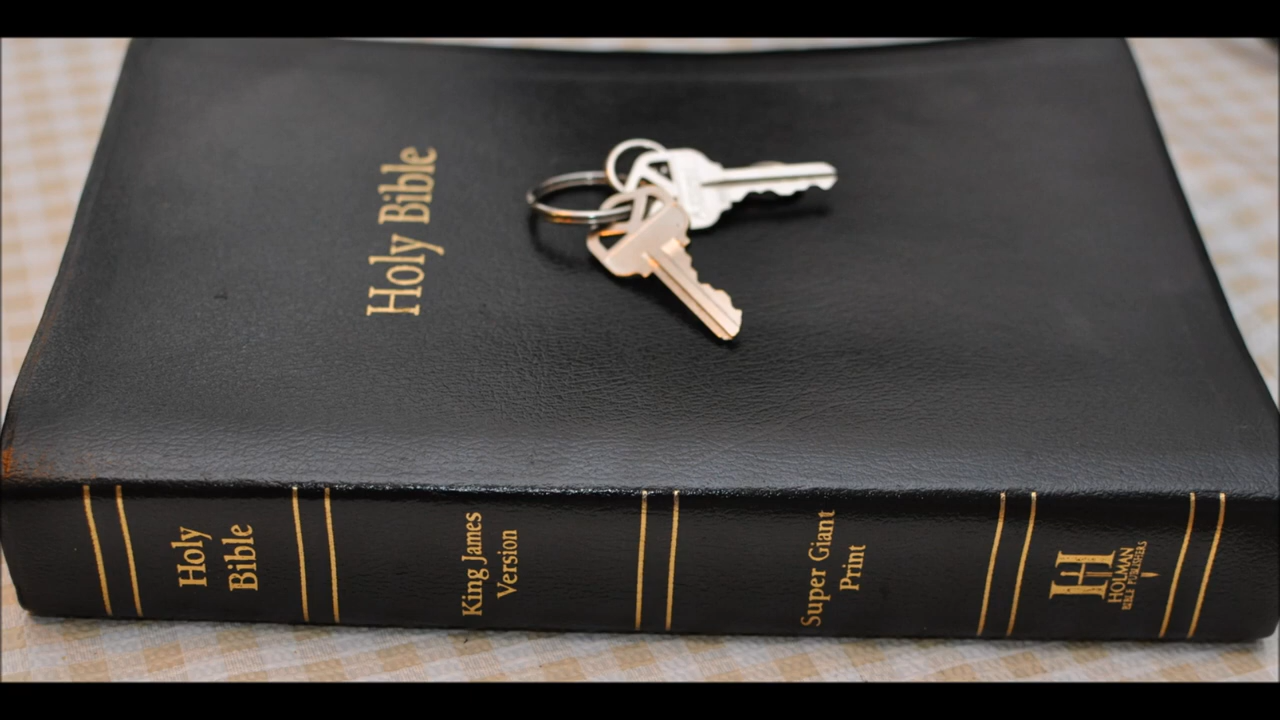 Holy Bible
Holy
Bible
King James
Version
Super Giant
Print
HOLMAN
BIBLE PUBLISHERS